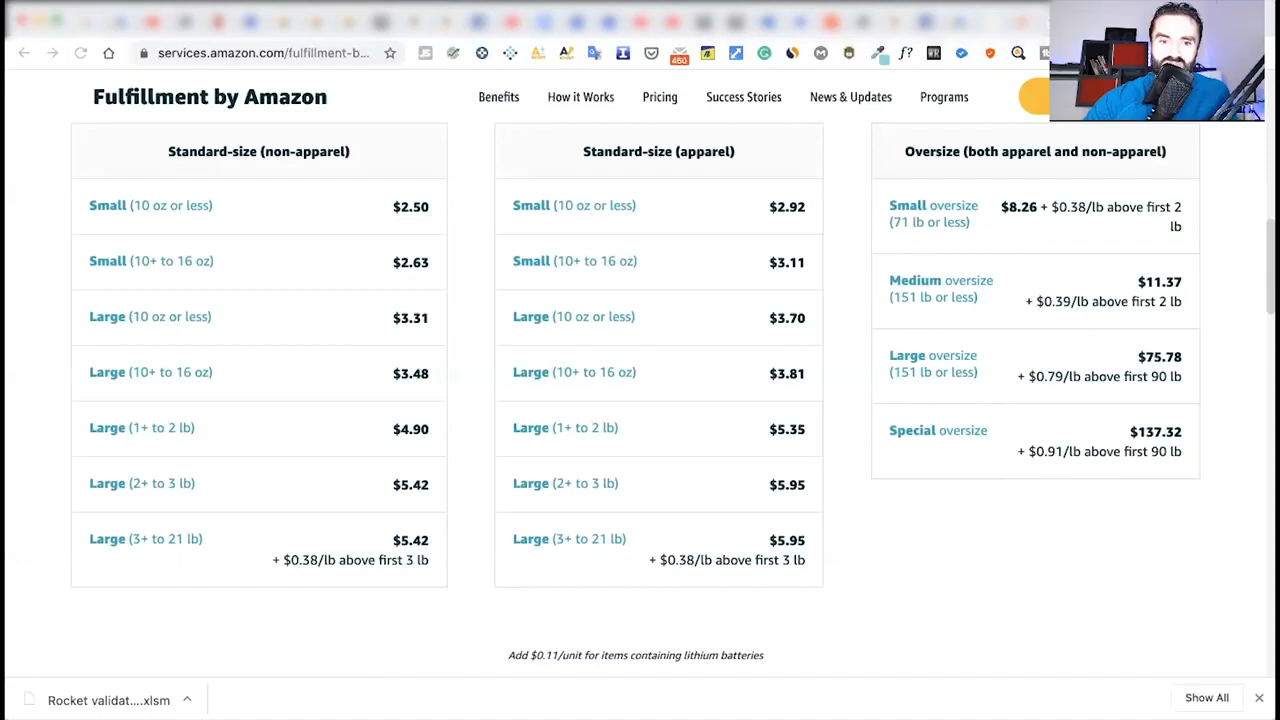 services.amazon.com/fulfillment-b...
460
Fulfillment by Amazon
Benefits
How it Works
Pricing
Success Stories
News & Updates
Programs
Standard-size (non-apparel)
Small (10 oz or less) $2.50
Small (10+ to 16 oz) $2.63
Large (10 oz or less) $3.31
Large (10+ to 16 oz) $3.48
Large (1+ to 2 lb) $4.90
Large (2+ to 3 lb) $5.42
Large (3+ to 21 lb) $5.42
+ $0.38/lb above first 3 lb
Standard-size (apparel)
Small (10 oz or less) $2.92
Small (10+ to 16 oz) $3.11
Large (10 oz or less) $3.70
Large (10+ to 16 oz) $3.81
Large (1+ to 2 lb) $5.35
Large (2+ to 3 lb) $5.95
Large (3+ to 21 lb) $5.95
+ $0.38/lb above first 3 lb
Oversize (both apparel and non-apparel)
Small oversize $8.26 + $0.38/lb above first 2
(71 lb or less) lb
Medium oversize $11.37
(151 lb or less) + $0.39/lb above first 2 lb
Large oversize $75.78
(151 lb or less) + $0.79/lb above first 90 lb
Special oversize $137.32
+ $0.91/lb above first 90 lb
Add $0.11/unit for items containing lithium batteries
Rocket validat....xlsm
Show All